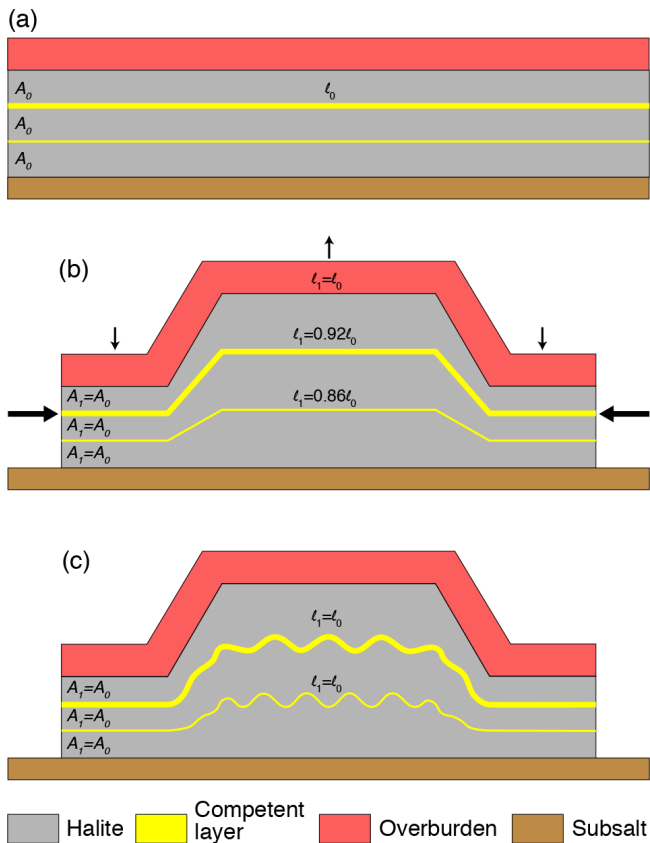 (a)
A₀ ℓ₀
A₀
A₀
(b)
ℓ₁=ℓ₀
ℓ₁=0.92ℓ₀
A₁=A₀ ℓ₁=0.86ℓ₀
A₁=A₀
A₁=A₀
(c)
ℓ₁=ℓ₀
A₁=A₀ ℓ₁=ℓ₀
A₁=A₀
A₁=A₀
Halite Competent layer Overburden Subsalt